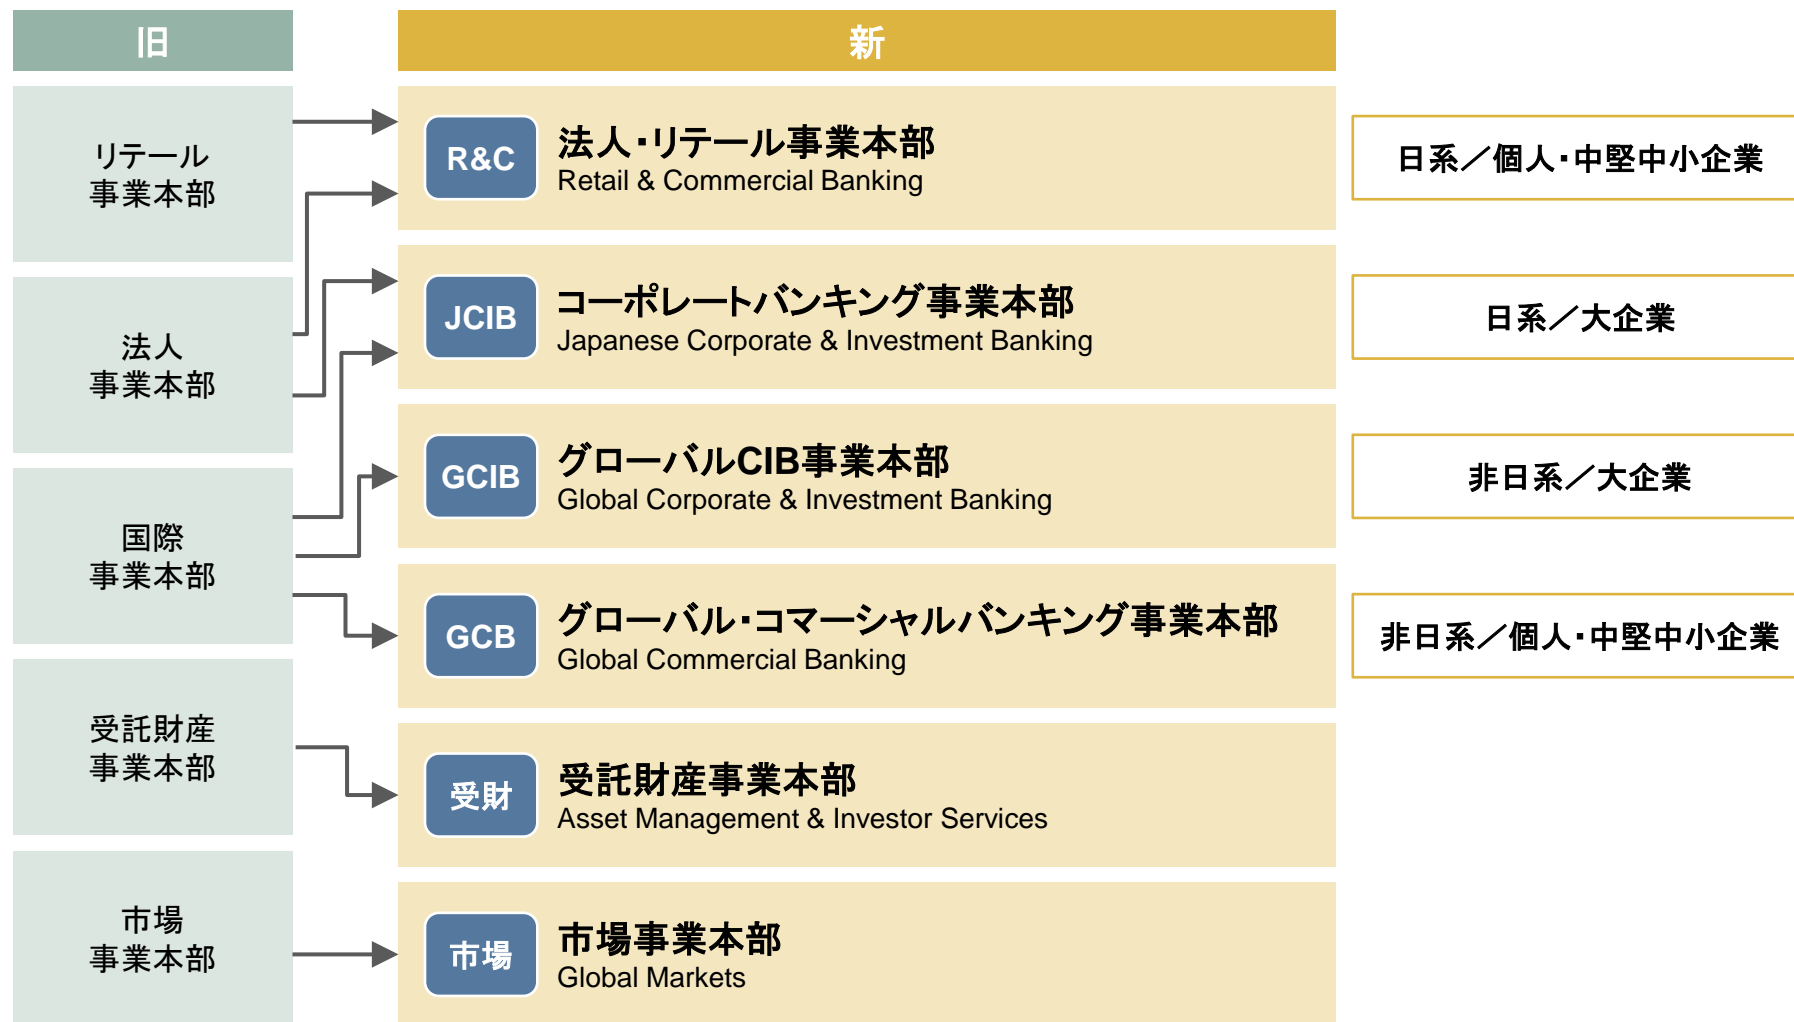 旧
新
リテール
事業本部
法人
事業本部
国際
事業本部
受託財産
事業本部
市場
事業本部
R&C
法人・リテール事業本部
Retail & Commercial Banking
日系／個人・中堅中小企業
JCIB
コーポレートバンキング事業本部
Japanese Corporate & Investment Banking
日系／大企業
GCIB
グローバルCIB事業本部
Global Corporate & Investment Banking
非日系／大企業
GCB
グローバル・コマーシャルバンキング事業本部
Global Commercial Banking
非日系／個人・中堅中小企業
受財
受託財産事業本部
Asset Management & Investor Services
市場
市場事業本部
Global Markets